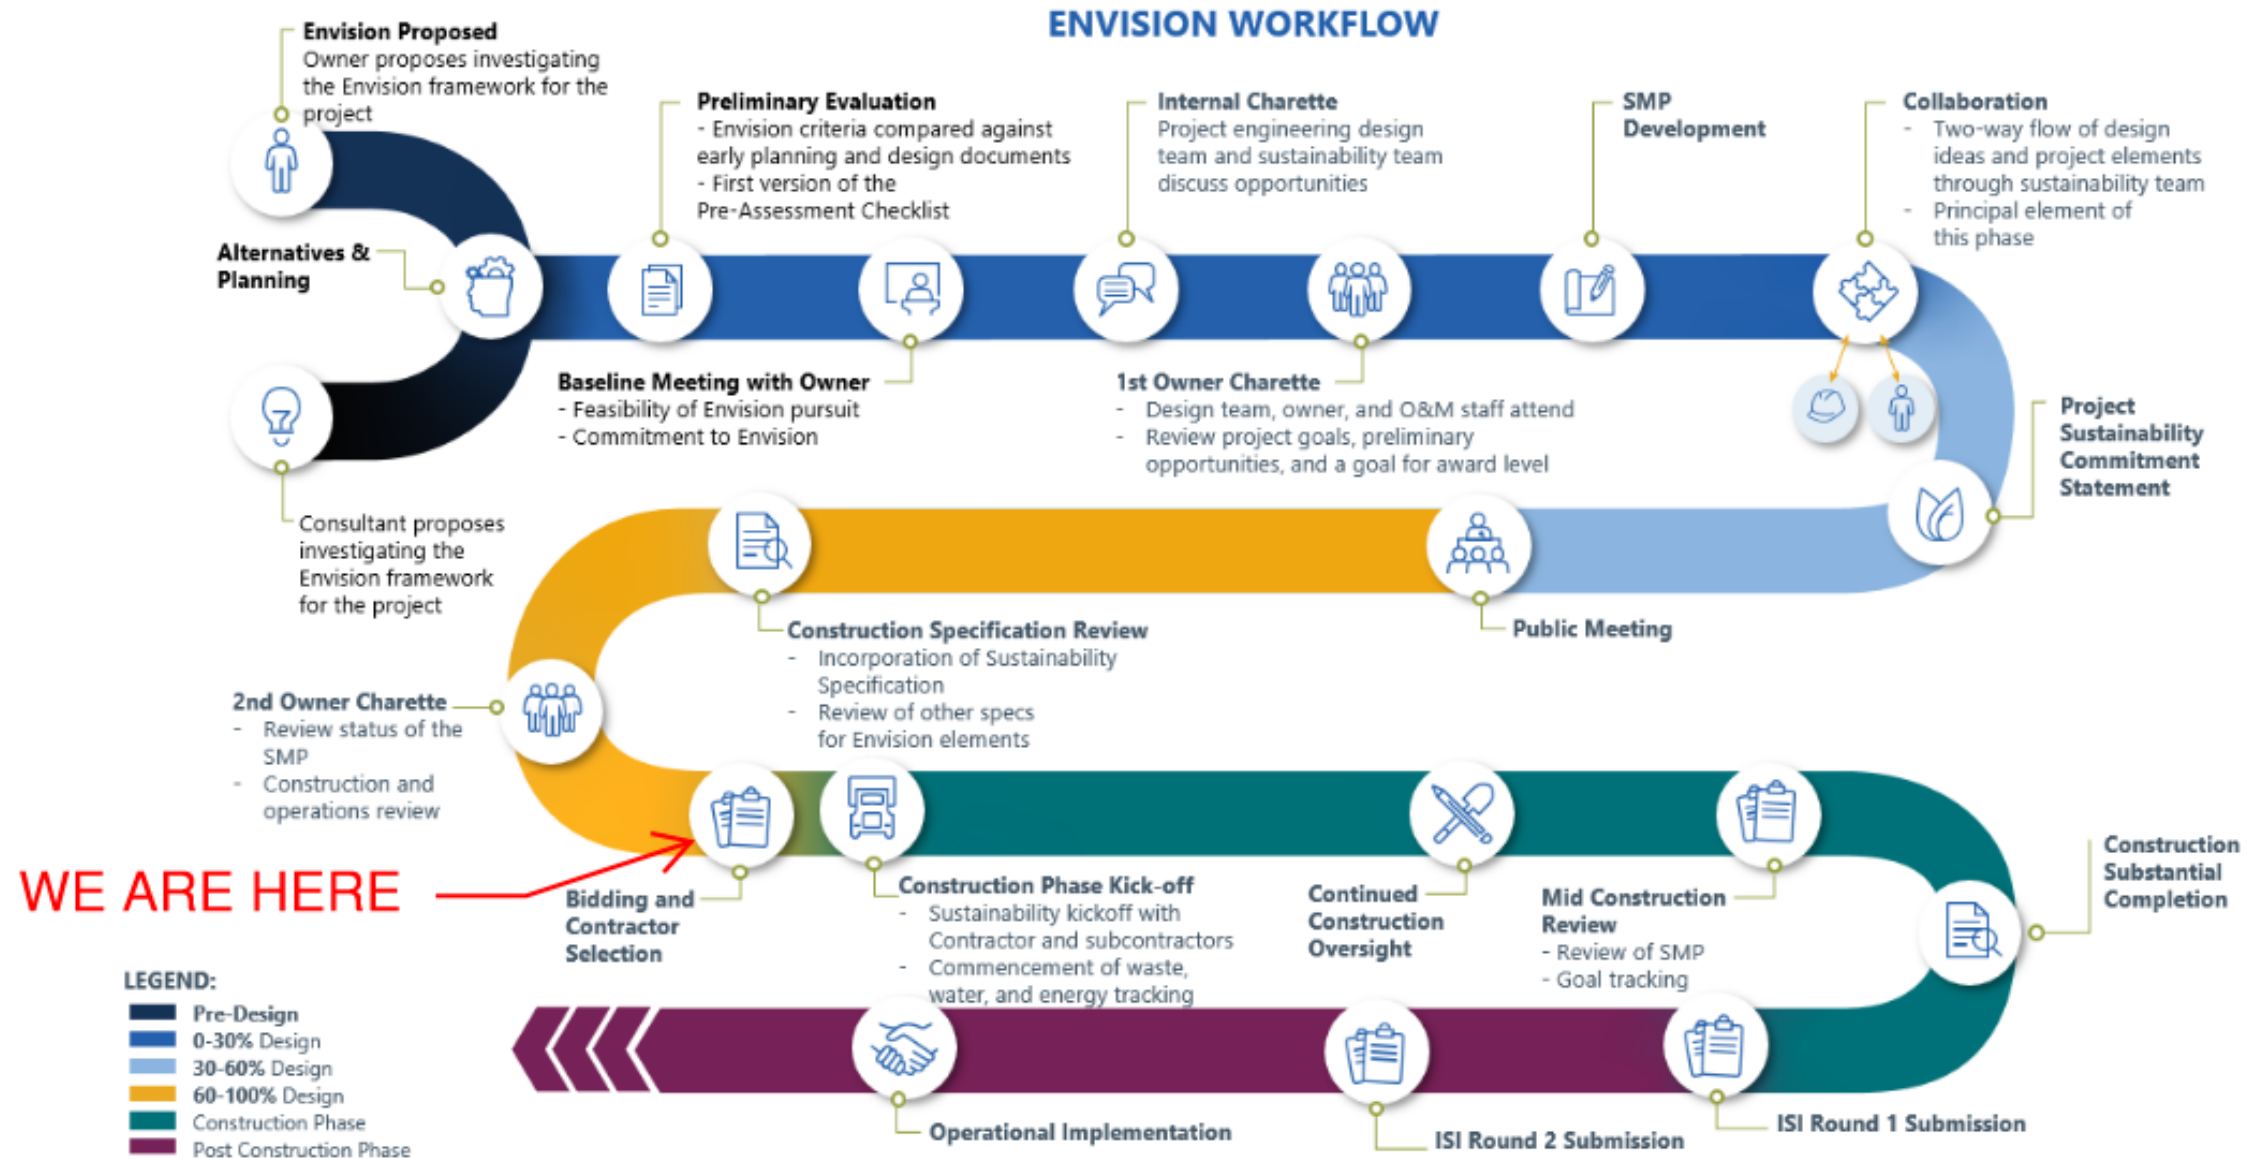 ENVISION WORKFLOW
Envision Proposed
Owner proposes investigating
the Envision framework for the
project
Alternatives &
Planning
Consultant proposes
investigating the
Envision framework
for the project
Preliminary Evaluation
- Envision criteria compared against
early planning and design documents
- First version of the
Pre-Assessment Checklist
Baseline Meeting with Owner
- Feasibility of Envision pursuit
- Commitment to Envision
Internal Charette
Project engineering design
team and sustainability team
discuss opportunities
1st Owner Charette
- Design team, owner, and O&M staff attend
- Review project goals, preliminary
opportunities, and a goal for award level
SMP
Development
Collaboration
- Two-way flow of design
ideas and project elements
through sustainability team
- Principal element of
this phase
Project
Sustainability
Commitment
Statement
Public Meeting
Construction Specification Review
- Incorporation of Sustainability
Specification
- Review of other specs
for Envision elements
2nd Owner Charette
- Review status of the
SMP
- Construction and
operations review
WE ARE HERE
Bidding and
Contractor
Selection
Construction Phase Kick-off
- Sustainability kickoff with
Contractor and subcontractors
- Commencement of waste,
water, and energy tracking
Continued
Construction
Oversight
Mid Construction
Review
- Review of SMP
- Goal tracking
Construction
Substantial
Completion
ISI Round 1 Submission
ISI Round 2 Submission
Operational Implementation
LEGEND:
Pre-Design
0-30% Design
30-60% Design
60-100% Design
Construction Phase
Post Construction Phase